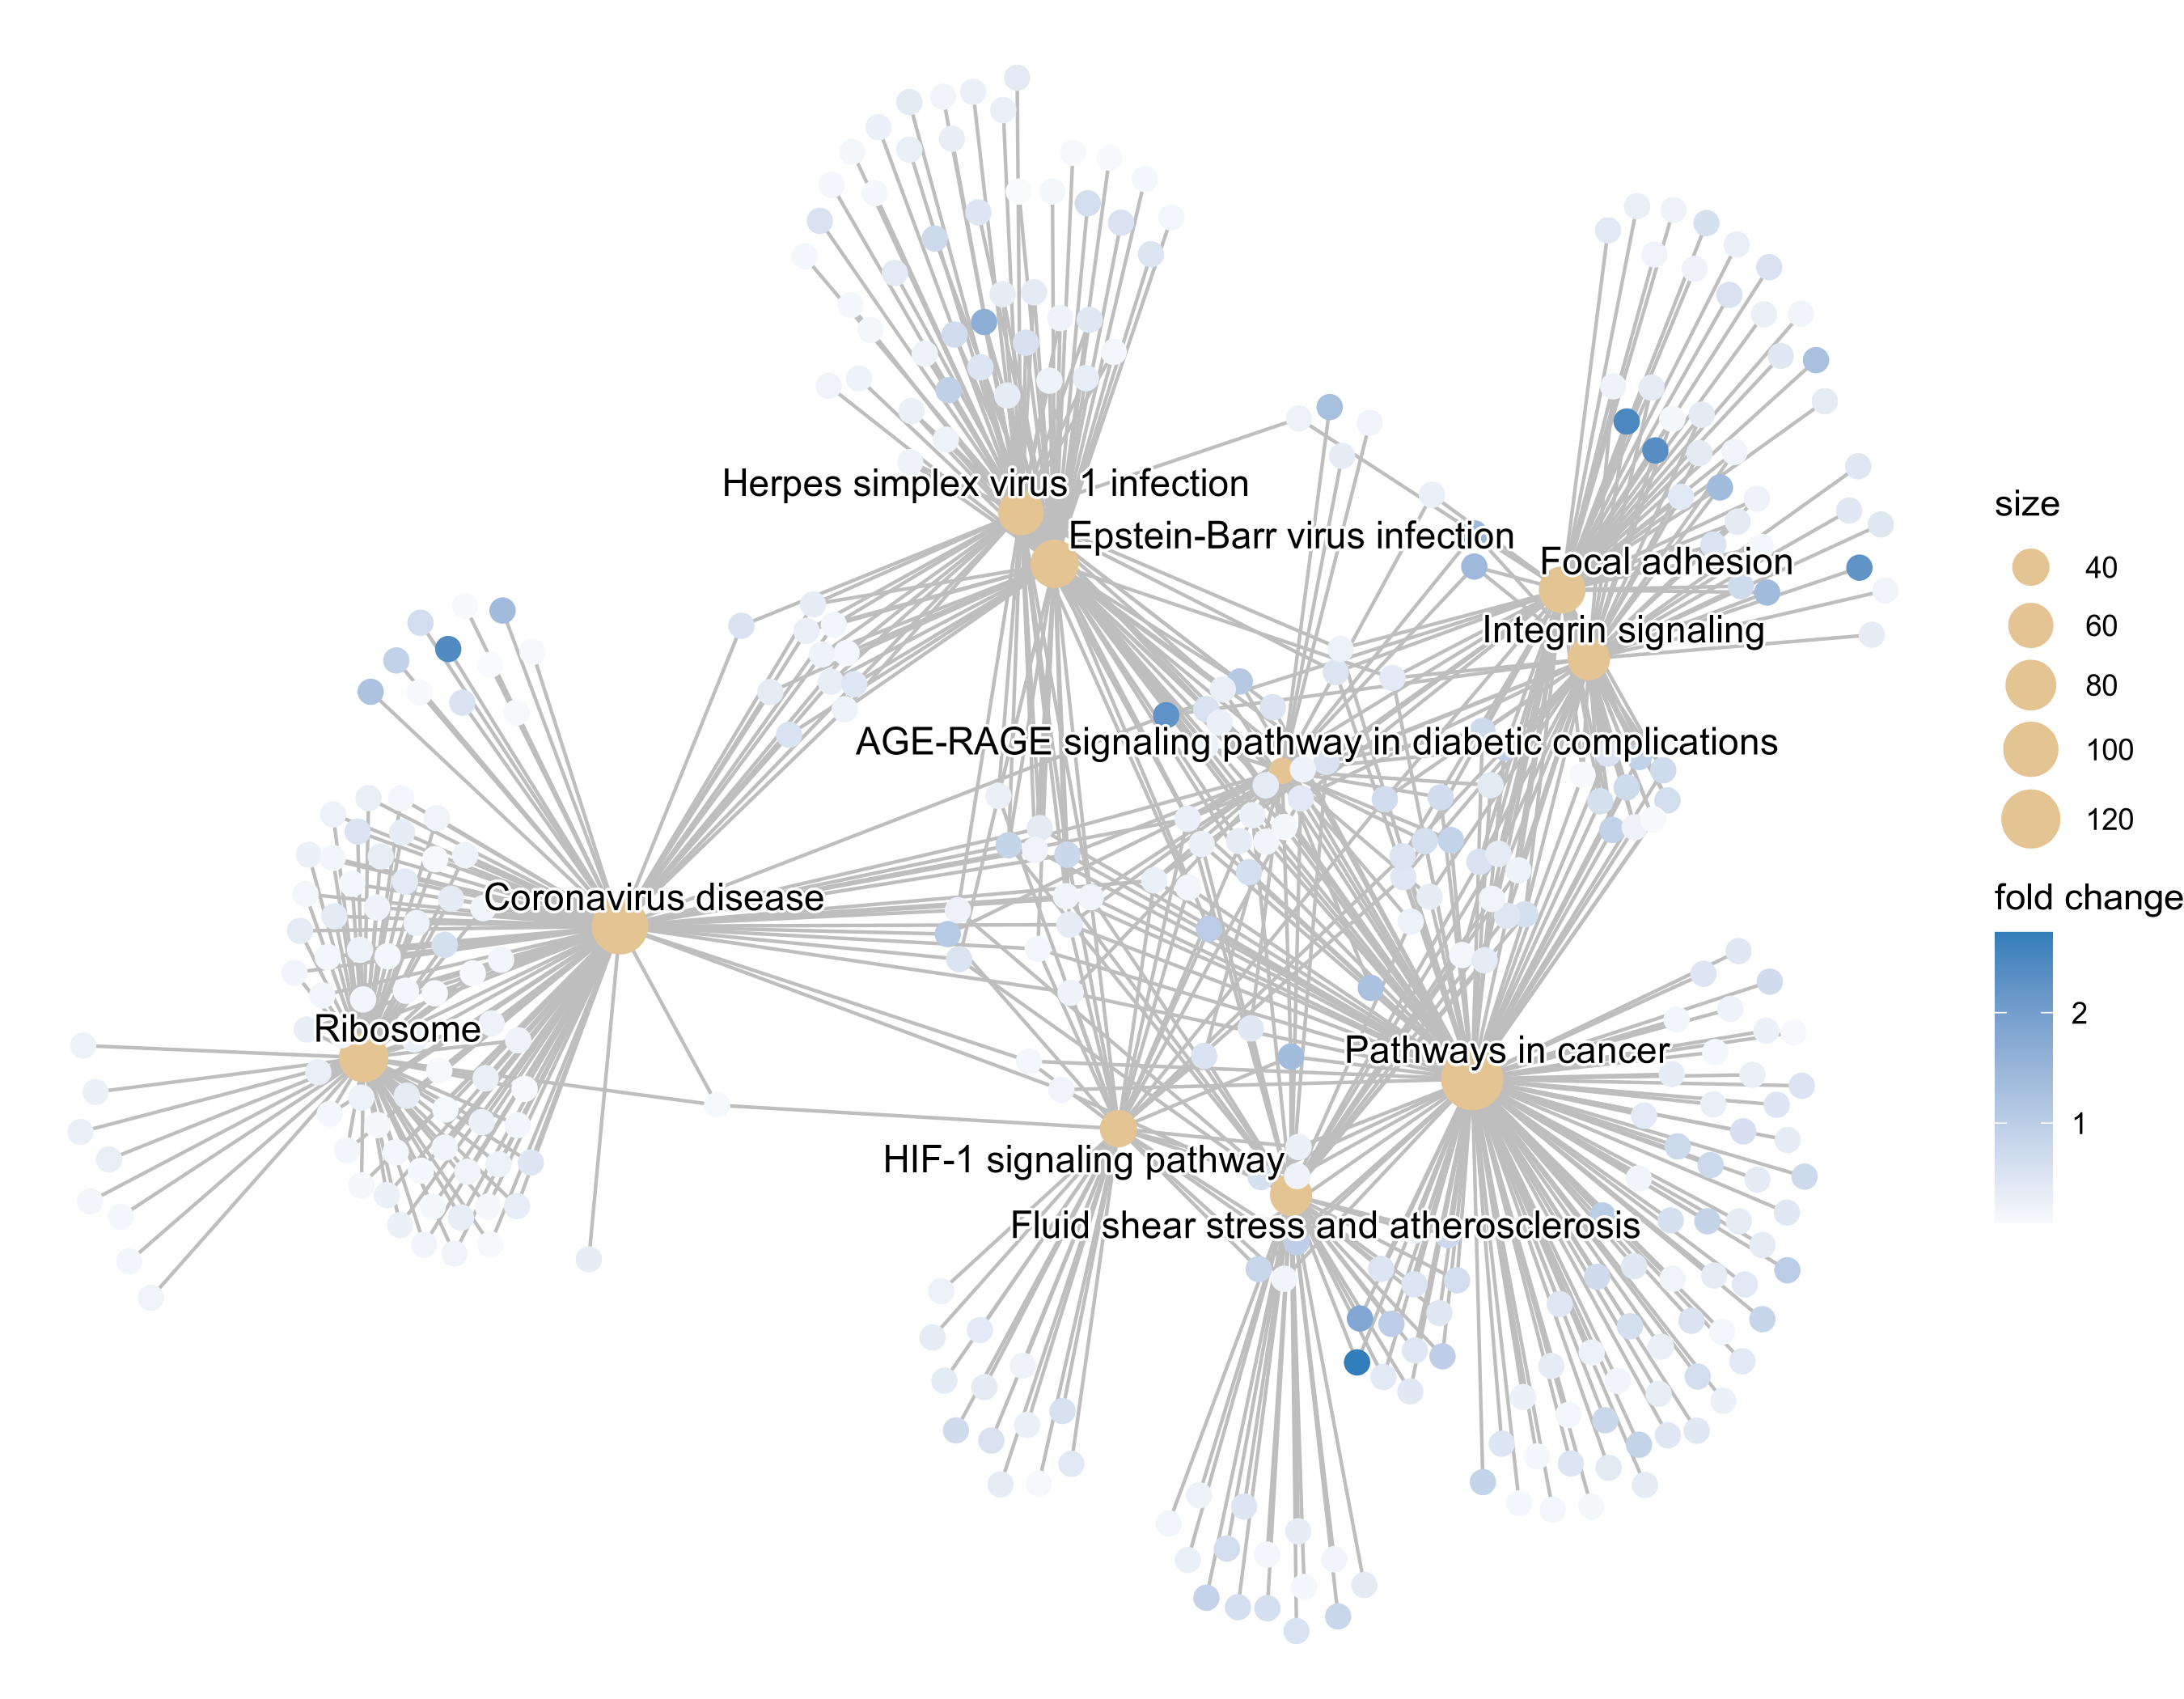 Herpes simplex virus 1 infection
Epstein-Barr virus infection
Focal adhesion
Integrin signaling
AGE-RAGE signaling pathway in diabetic complications
Coronavirus disease
Ribosome
Pathways in cancer
HIF-1 signaling pathway
Fluid shear stress and atherosclerosis
size
40
60
80
100
120
fold change
2
1